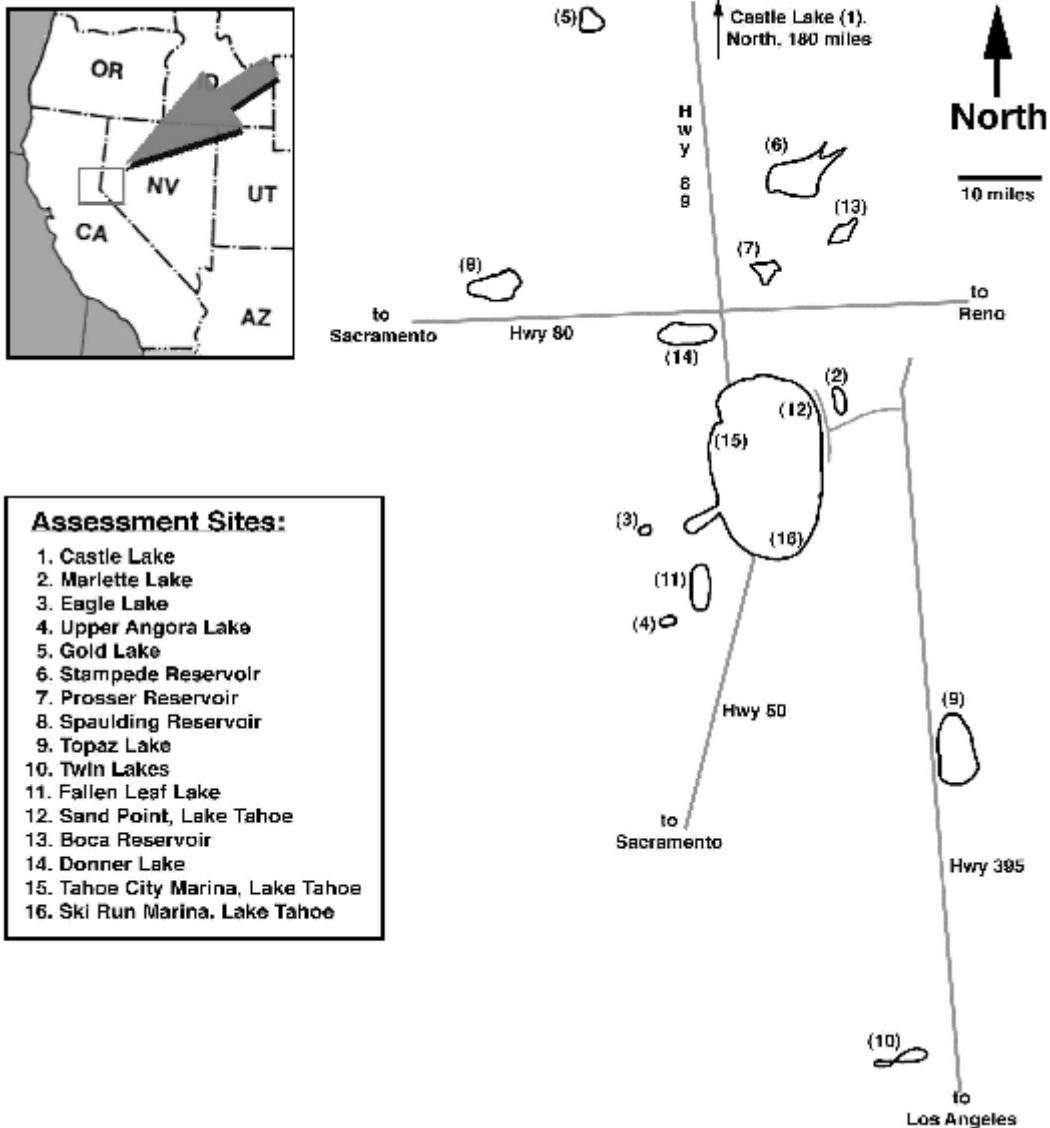 OR
ID
NV
UT
CA
AZ
(5)
Castle Lake (1).
North, 180 miles
North
10 miles
Hwy 89
(6)
(13)
(7)
(8)
to
Sacramento
Hwy 80
to
Reno
(14)
(2)
(12)
(15)
(3)
(16)
(11)
(4)
Hwy 50
(9)
to
Sacramento
Hwy 395
(10)
to
Los Angeles
Assessment Sites:
1. Castle Lake
2. Marlette Lake
3. Eagle Lake
4. Upper Angora Lake
5. Gold Lake
6. Stampede Reservoir
7. Prosser Reservoir
8. Spaulding Reservoir
9. Topaz Lake
10. Twin Lakes
11. Fallen Leaf Lake
12. Sand Point, Lake Tahoe
13. Boca Reservoir
14. Donner Lake
15. Tahoe City Marina, Lake Tahoe
16. Ski Run Marina, Lake Tahoe